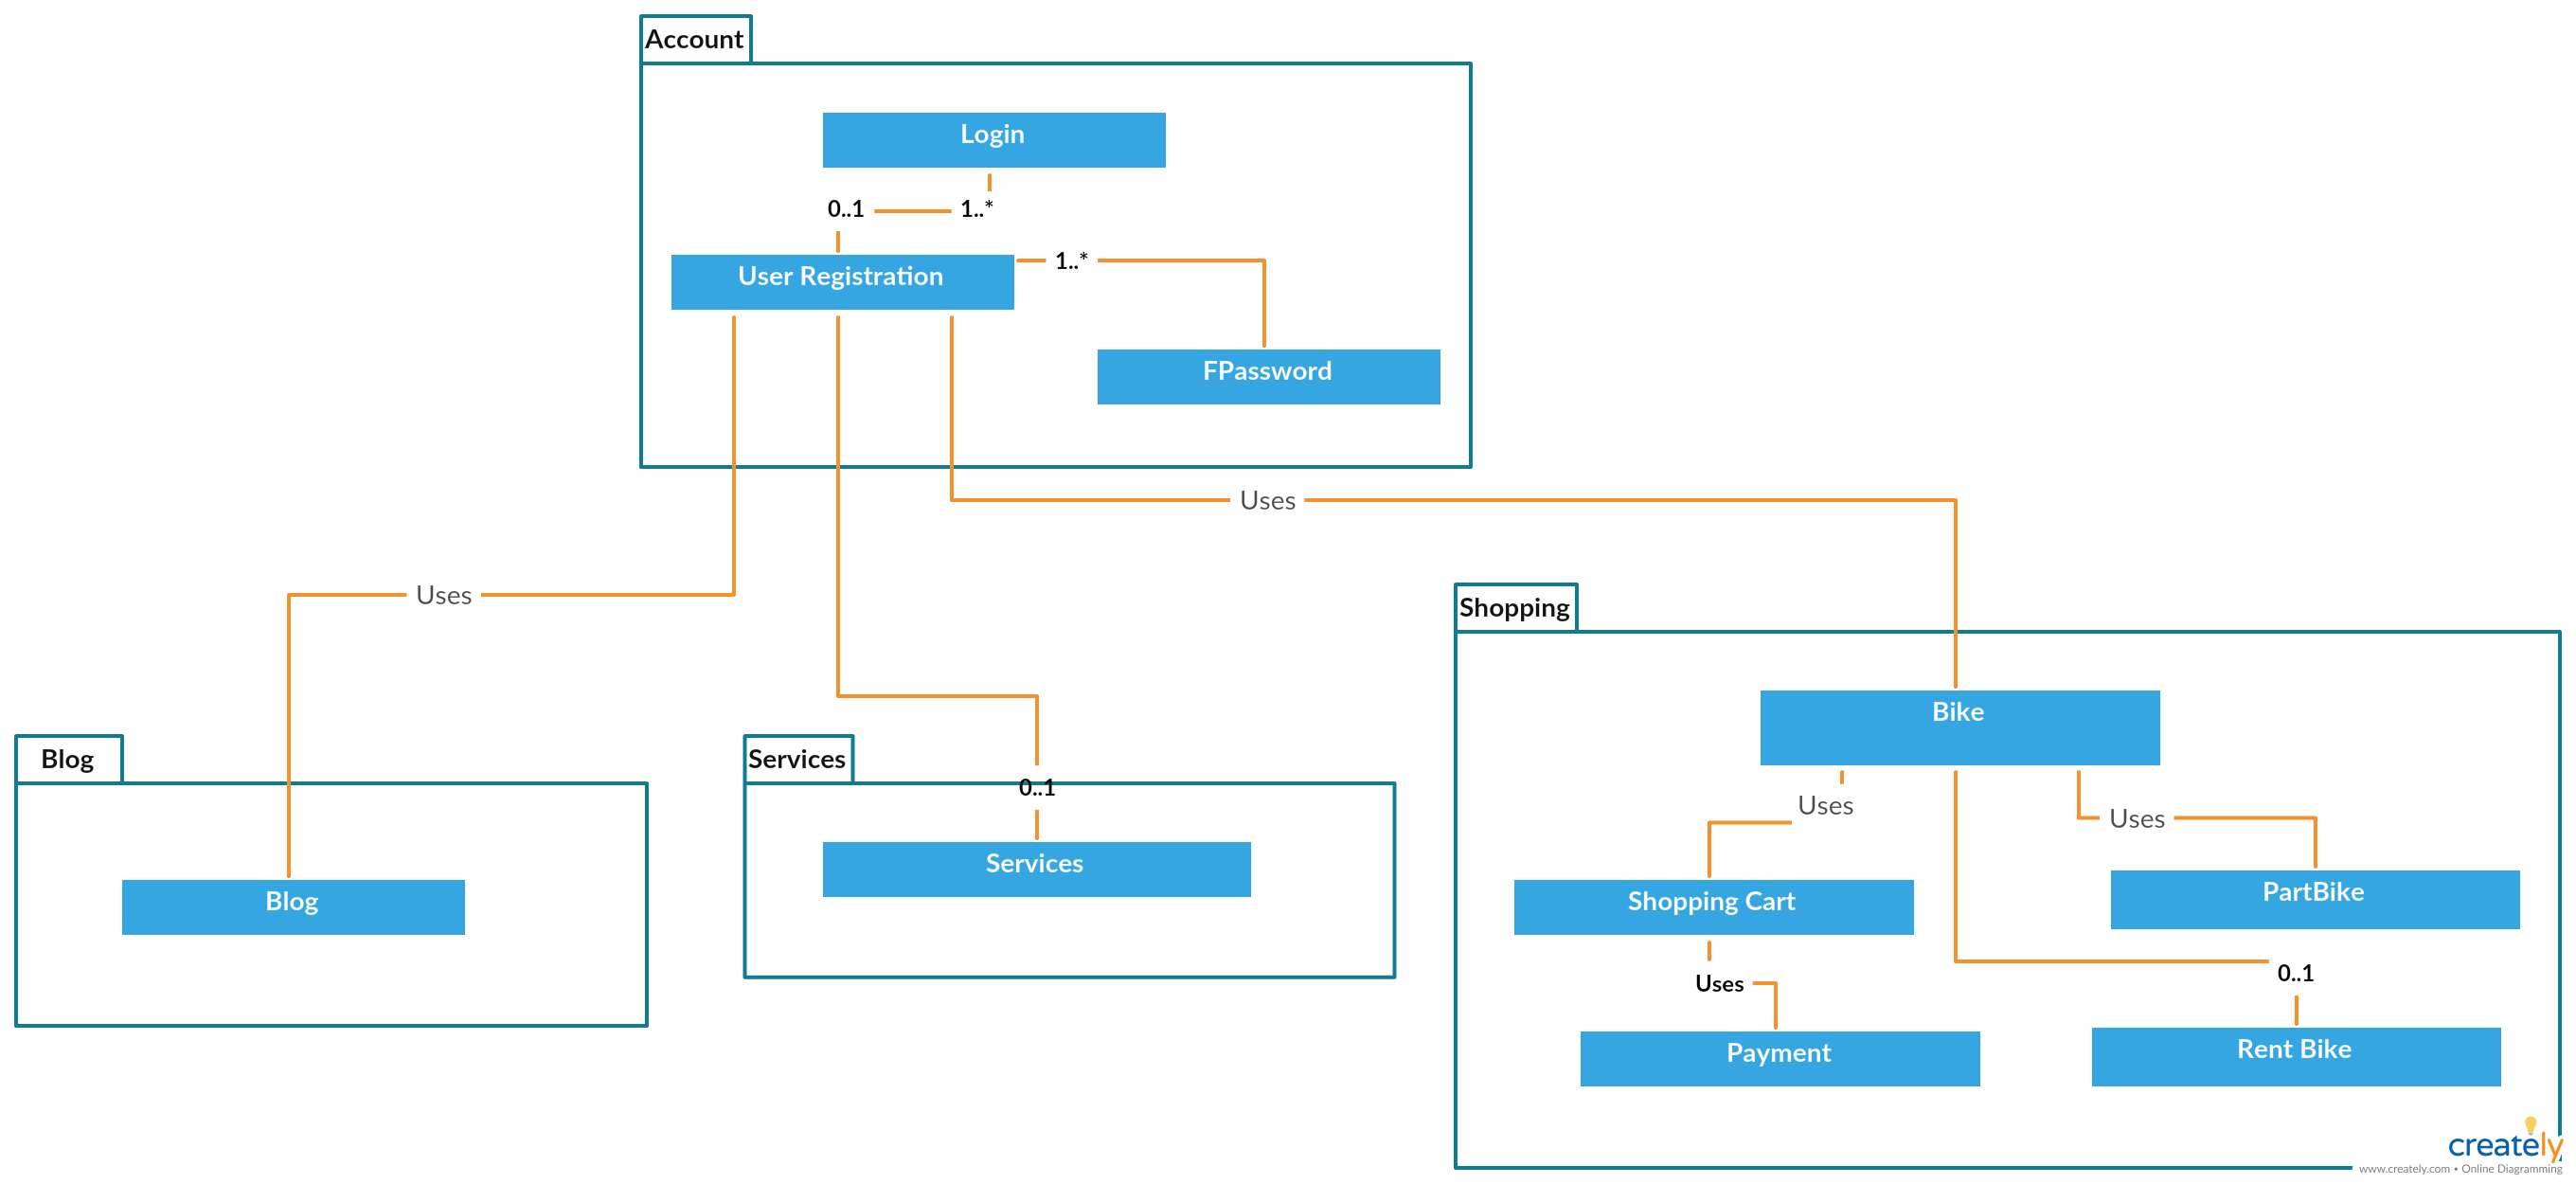 Account
Login
0..1
1..*
User Registration
1..*
FPassword
Uses
Uses
Shopping
Bike
Blog
Services
0..1
Uses
Uses
Services
Blog
Shopping Cart
PartBike
0..1
Uses
Payment
Rent Bike
creately
www.creately.com • Online Diagramming